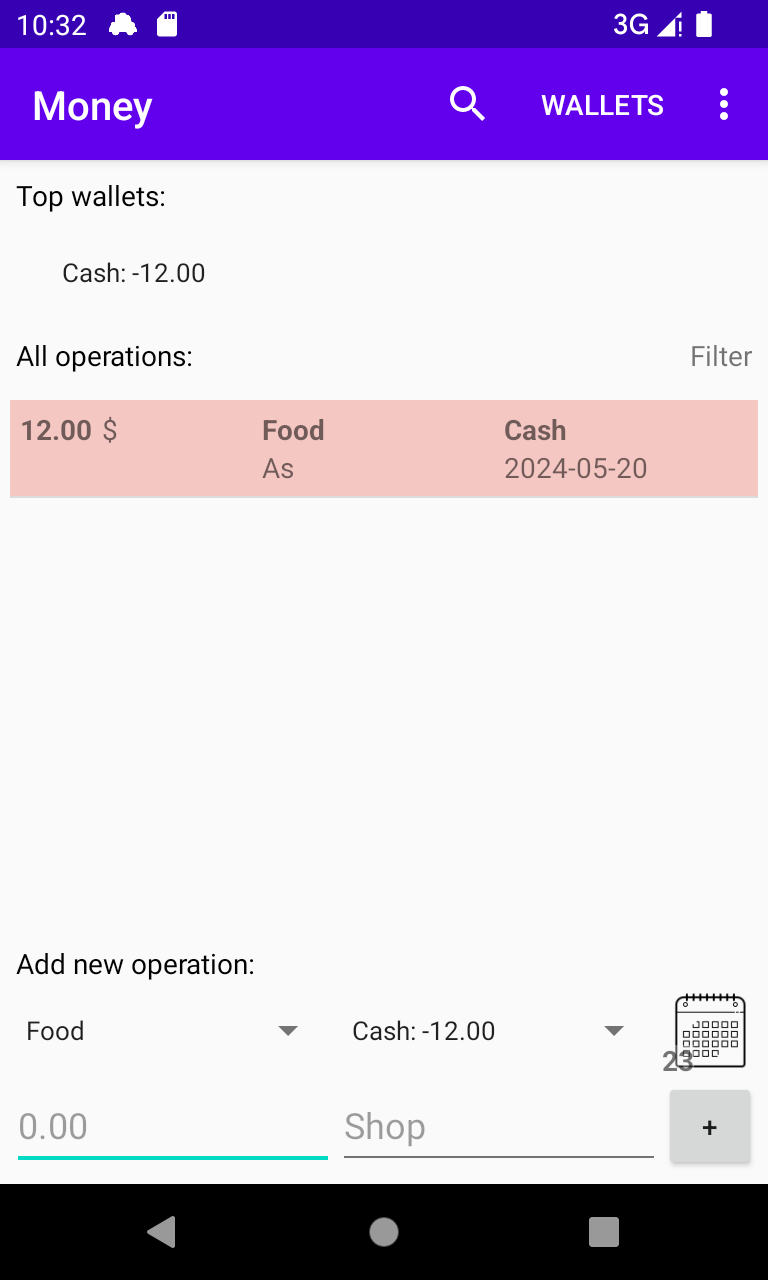 10:32 3G
Money WALLETS
Top wallets:
Cash: -12.00
All operations: Filter
12.00 $ Food Cash
As 2024-05-20
Add new operation:
Food Cash: -12.00
23
0.00 Shop +